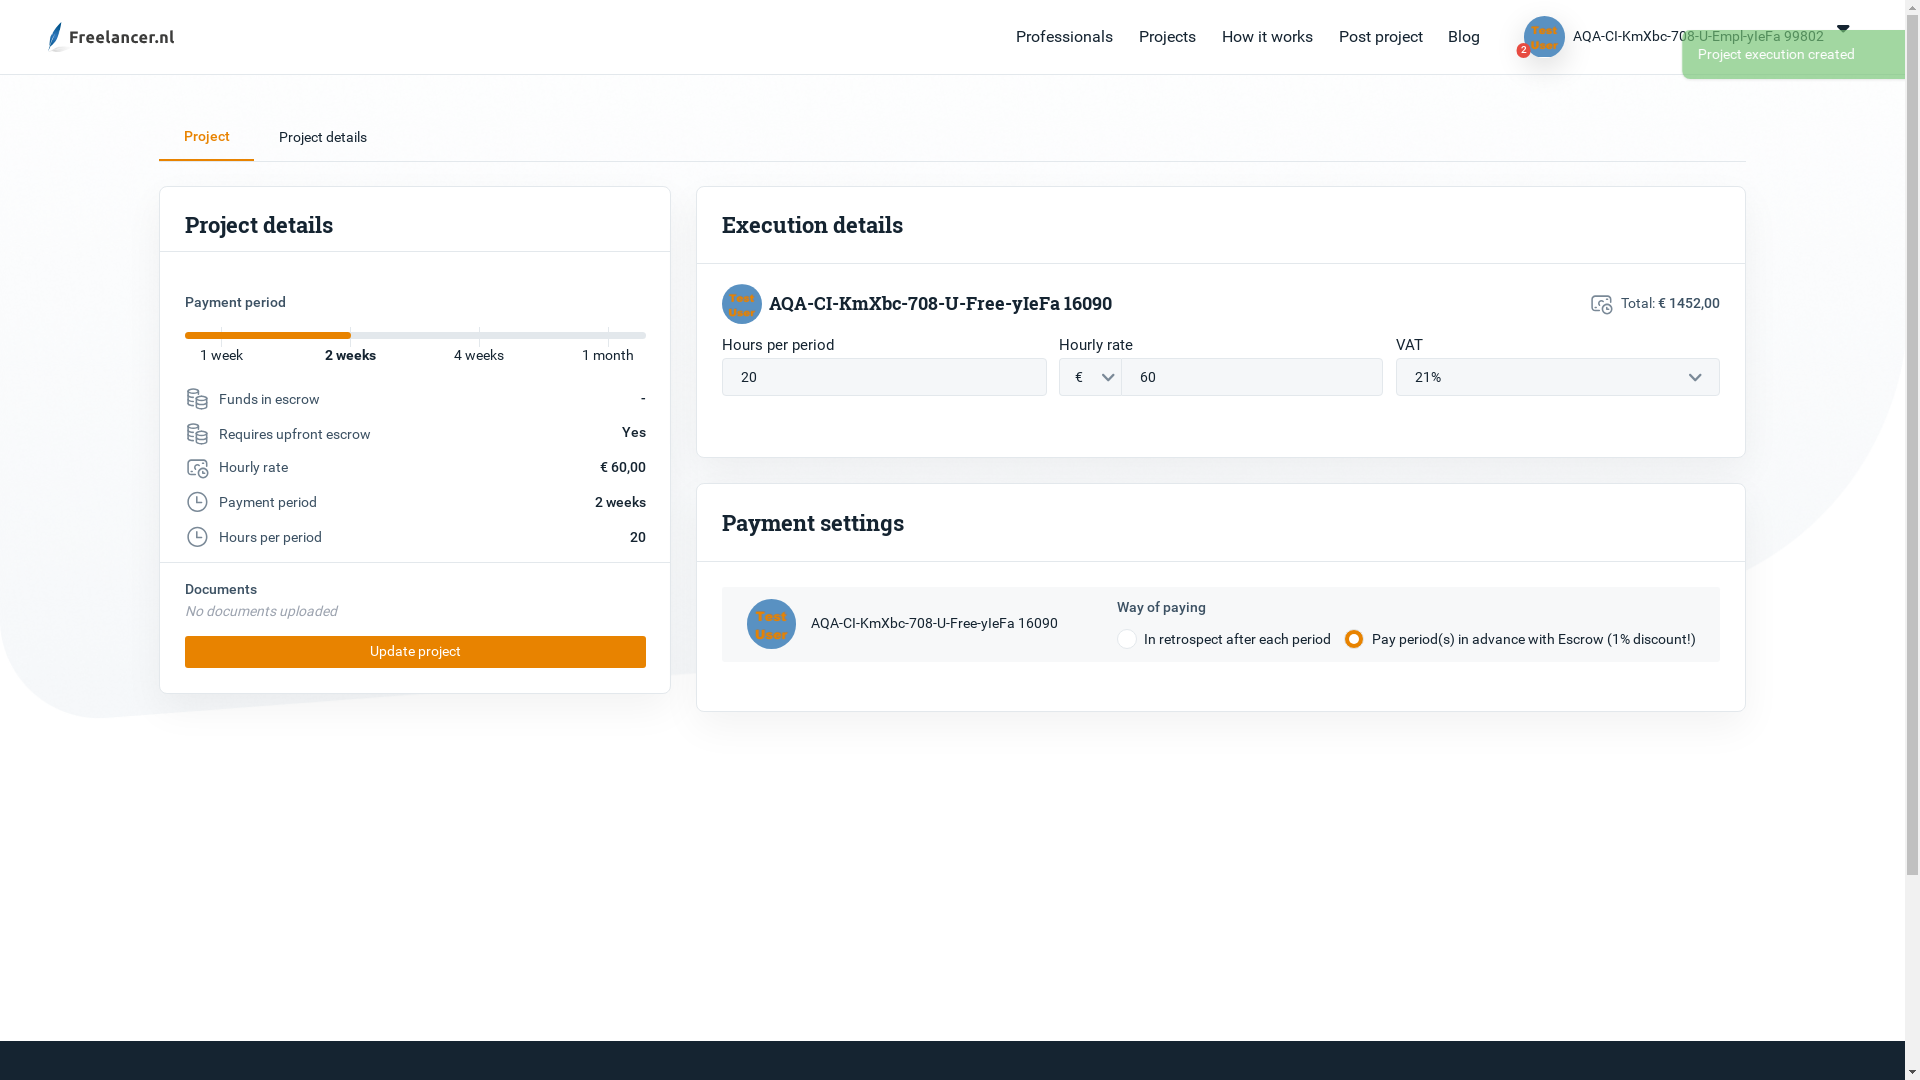 Freelancer.nl
Professionals
Projects
How it works
Post project
Blog
Test
User
2
AQA-CI-KmXbc-708-U-Empl-yIeFa 99802
Project execution created
Project
Project details
Project details
Payment period
1 week
2 weeks
4 weeks
1 month
Funds in escrow
-
Requires upfront escrow
Yes
Hourly rate
€ 60,00
Payment period
2 weeks
Hours per period
20
Documents
No documents uploaded
Update project
Execution details
Test
User
AQA-CI-KmXbc-708-U-Free-yIeFa 16090
Total: € 1452,00
Hours per period
Hourly rate
VAT
20
€
60
21%
Payment settings
Test
User
AQA-CI-KmXbc-708-U-Free-yIeFa 16090
Way of paying
In retrospect after each period
Pay period(s) in advance with Escrow (1% discount!)